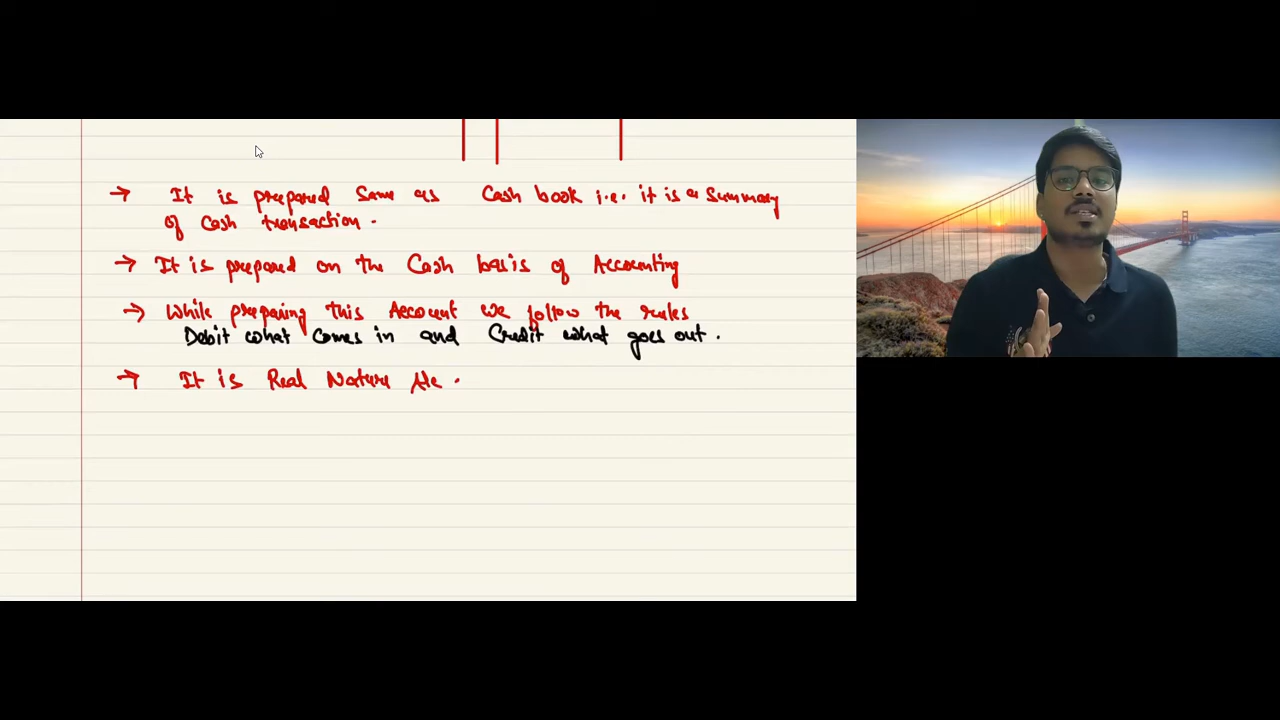 → It is prepared Same as Cash book i.e. it is a Summary
of Cash transaction.
→ It is prepared on the Cash basis of Accounting
→ While preparing this Account we follow the rules
Debit what Comes in and Credit what goes out.
→ It is Real Nature A/c.